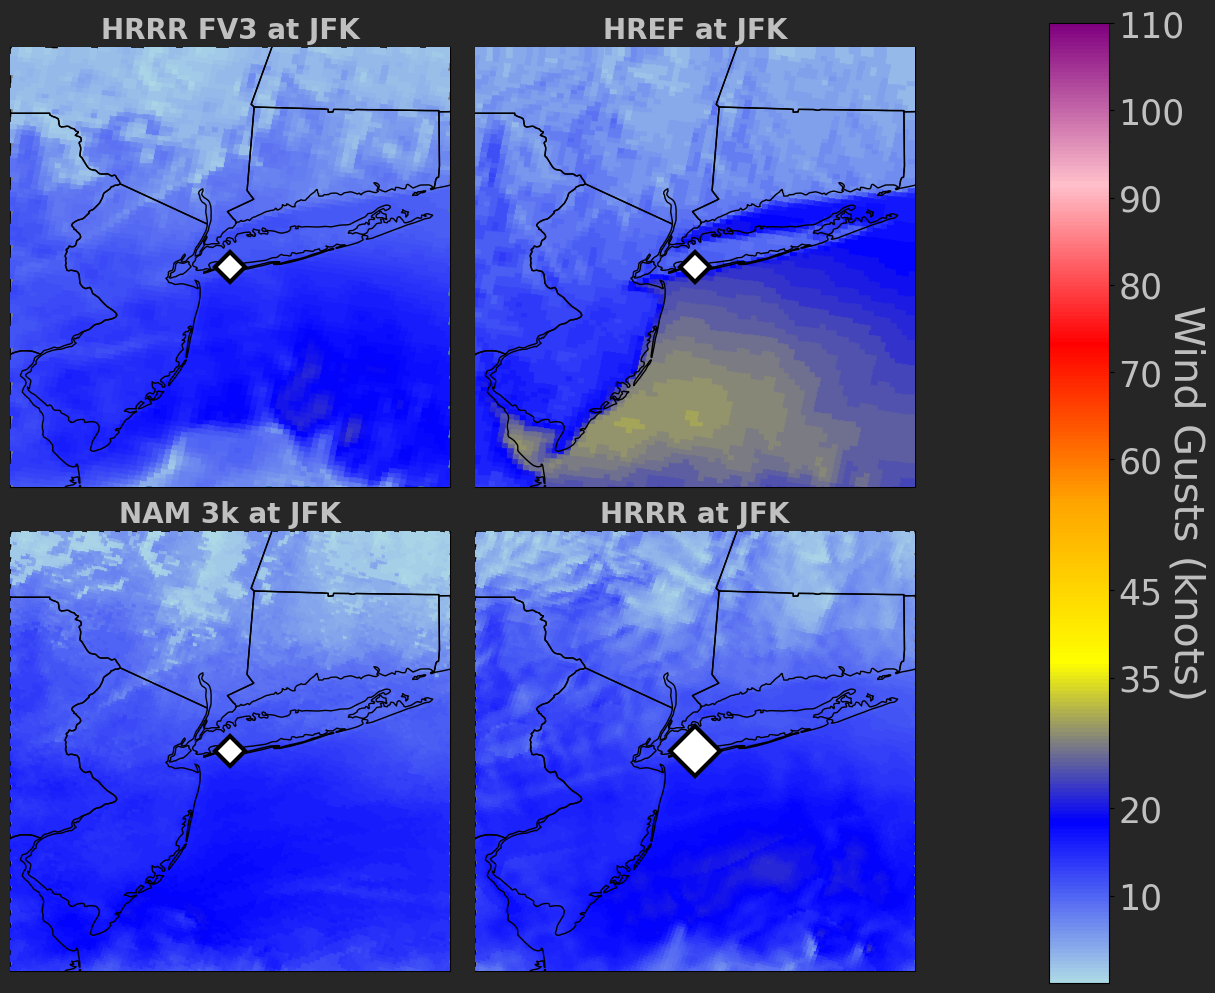 HRRR FV3 at JFK
HREF at JFK
NAM 3k at JFK
HRRR at JFK
110
100
90
80
70
60
45
35
20
10
Wind Gusts (knots)